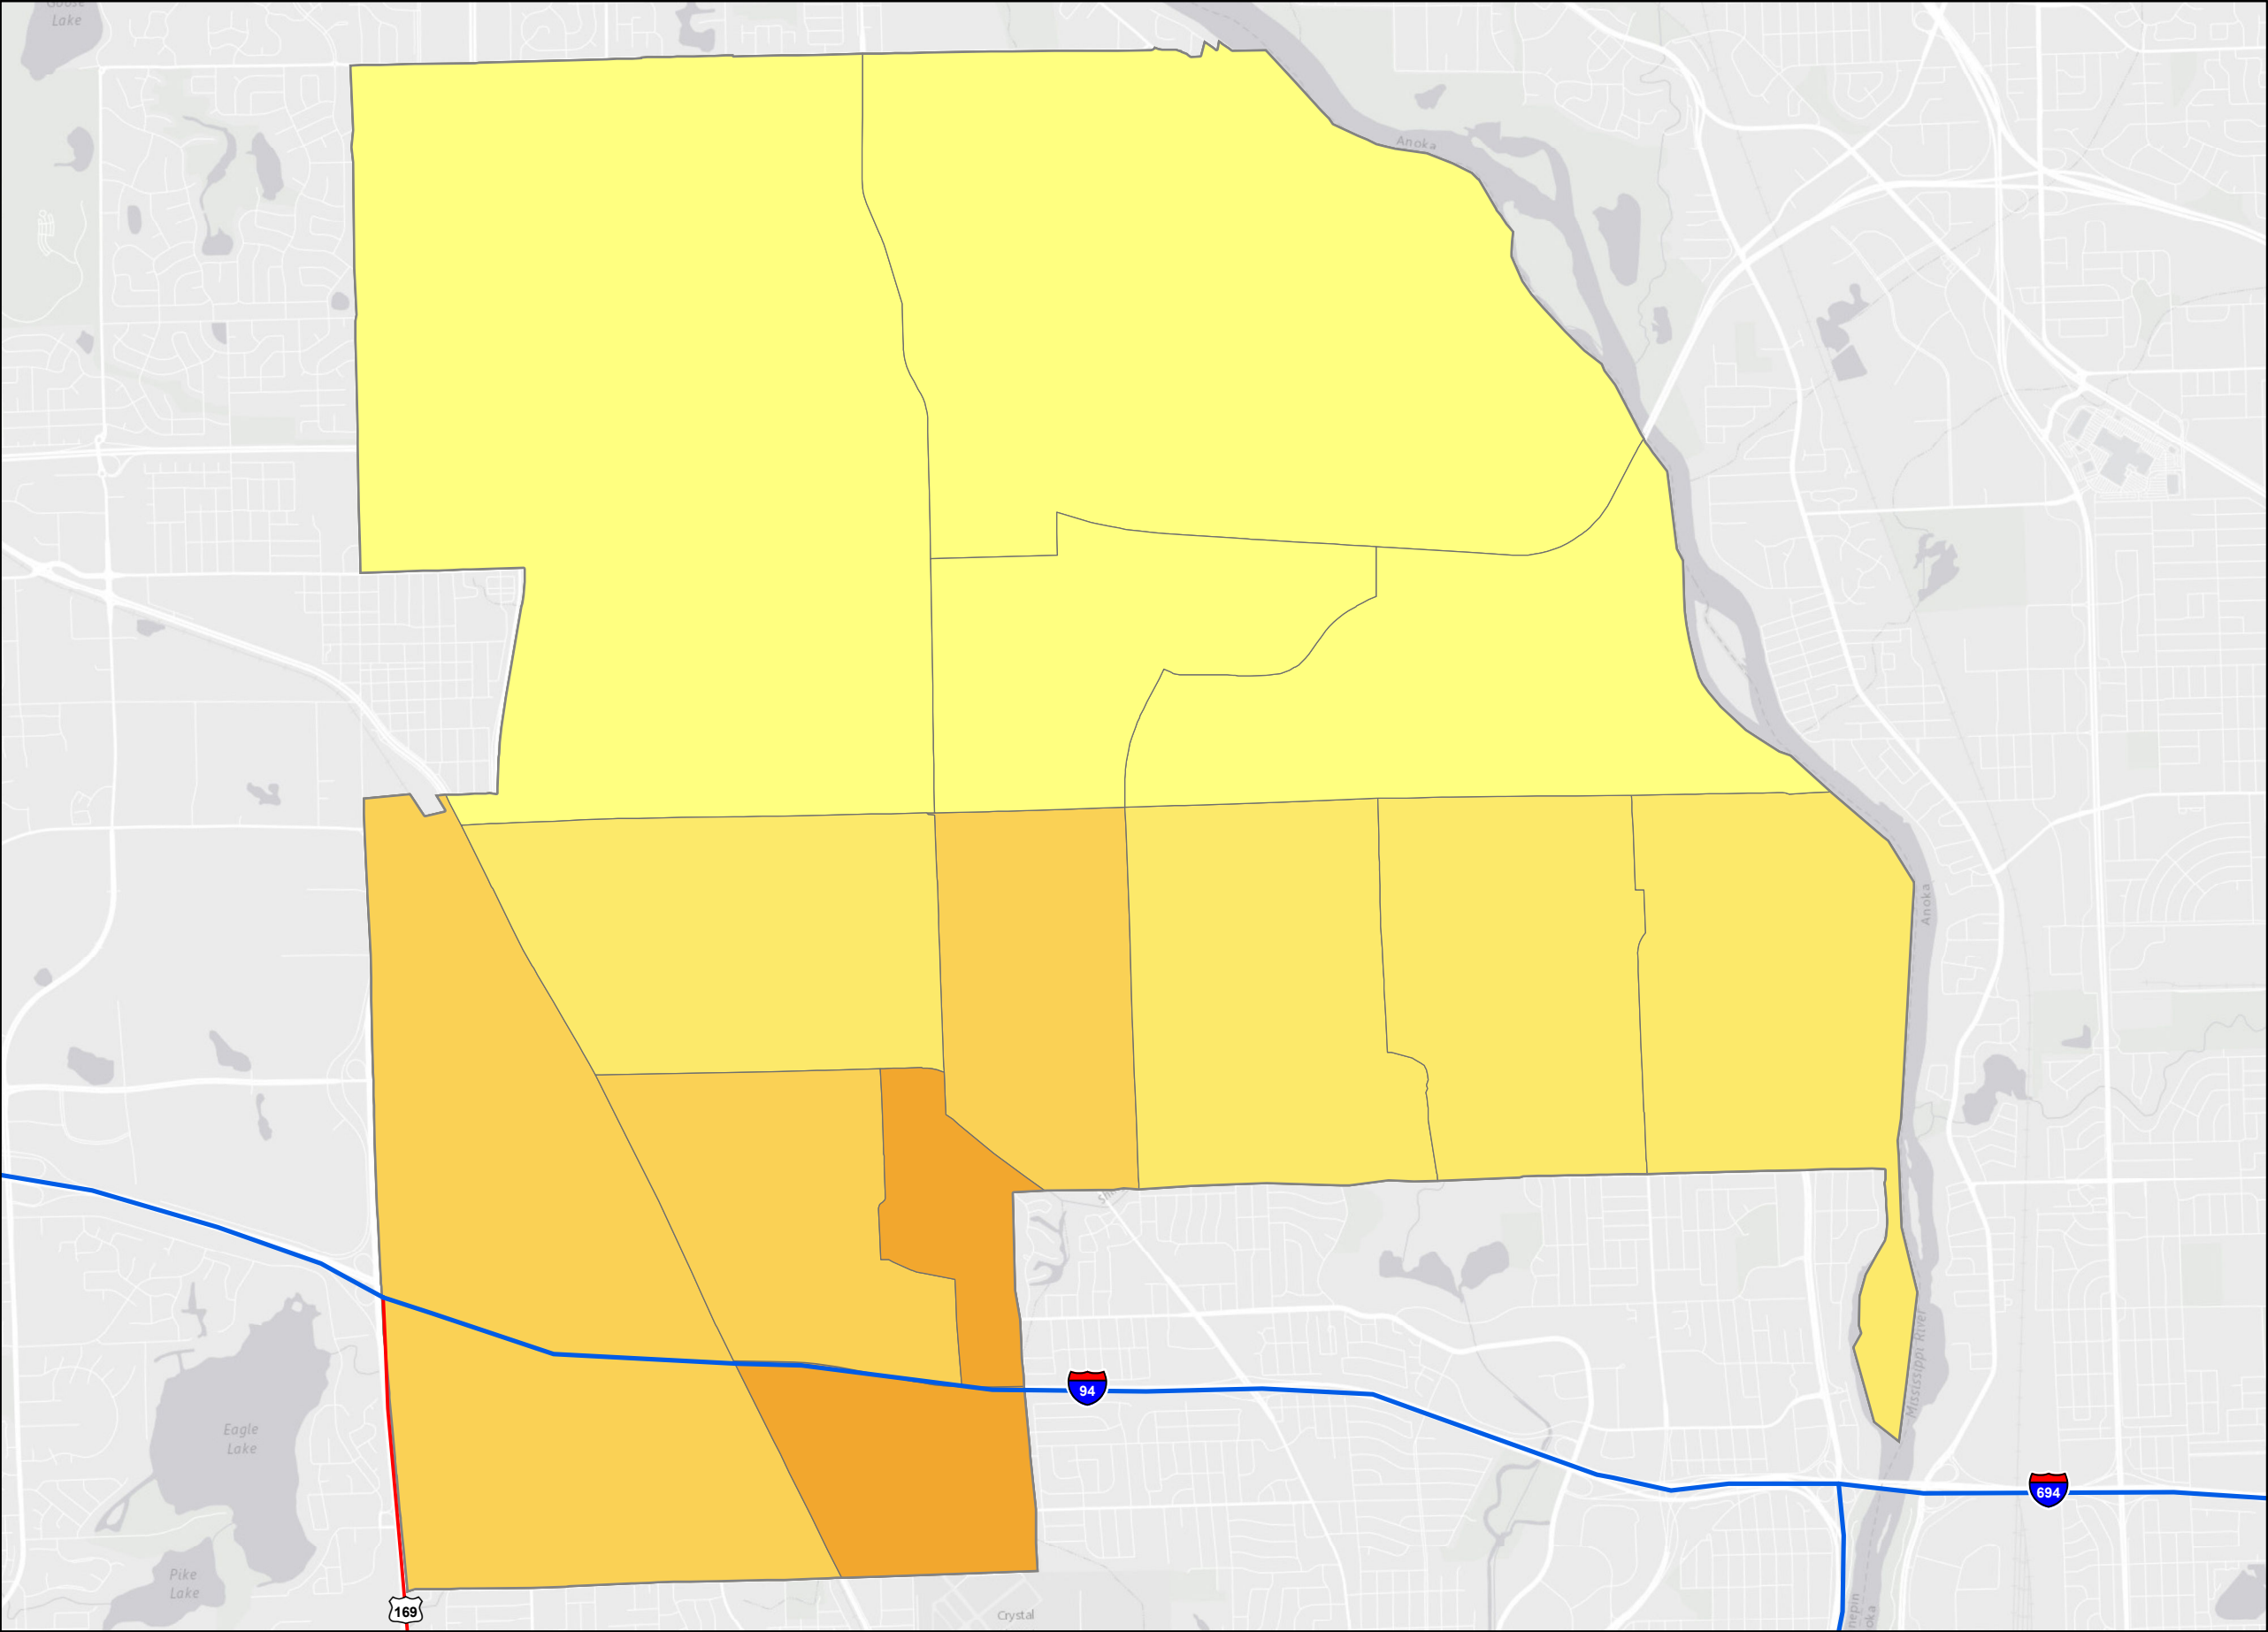 Goose
Lake
Anoka
Anoka
Mississippi River
Eagle
Lake
94
694
Pike
Lake
169
Crystal